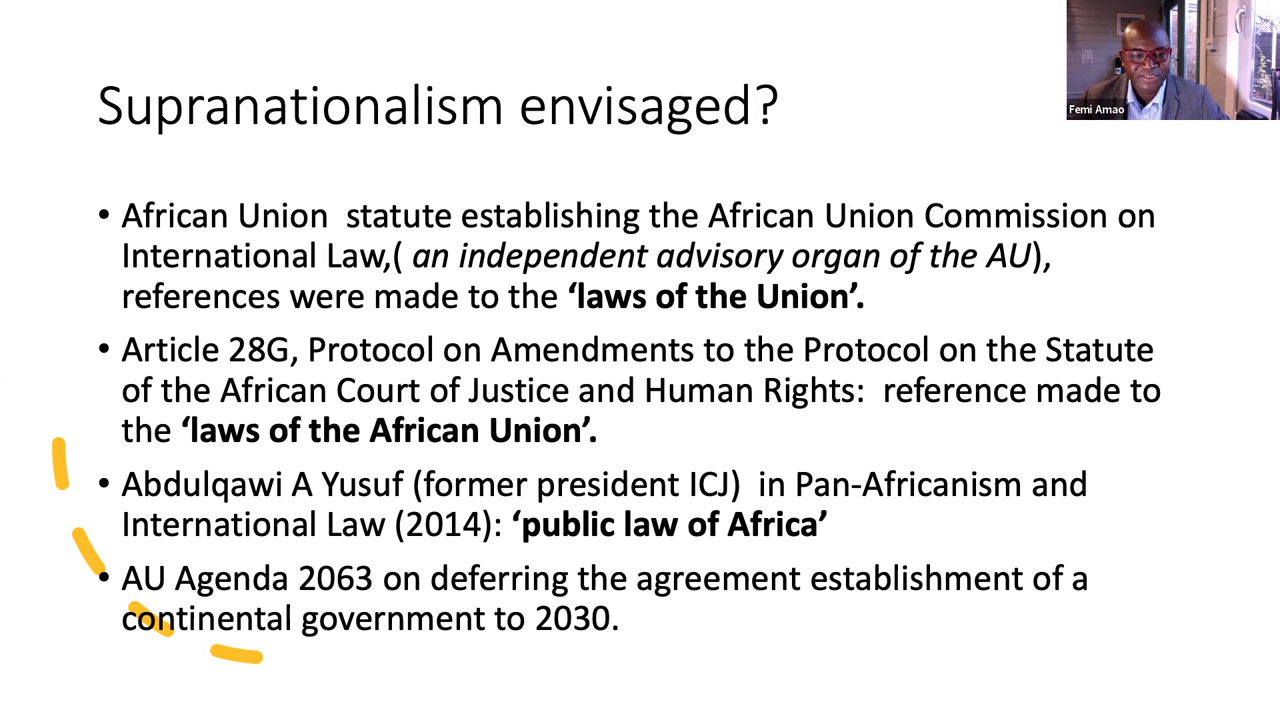 Supranationalism envisaged?
Femi Amao
• African Union  statute establishing the African Union Commission on
International Law,( an independent advisory organ of the AU),
references were made to the ‘laws of the Union’.
• Article 28G, Protocol on Amendments to the Protocol on the Statute
of the African Court of Justice and Human Rights:  reference made to
the ‘laws of the African Union’.
• Abdulqawi A Yusuf (former president ICJ)  in Pan-Africanism and
International Law (2014): ‘public law of Africa’
• AU Agenda 2063 on deferring the agreement establishment of a
continental government to 2030.